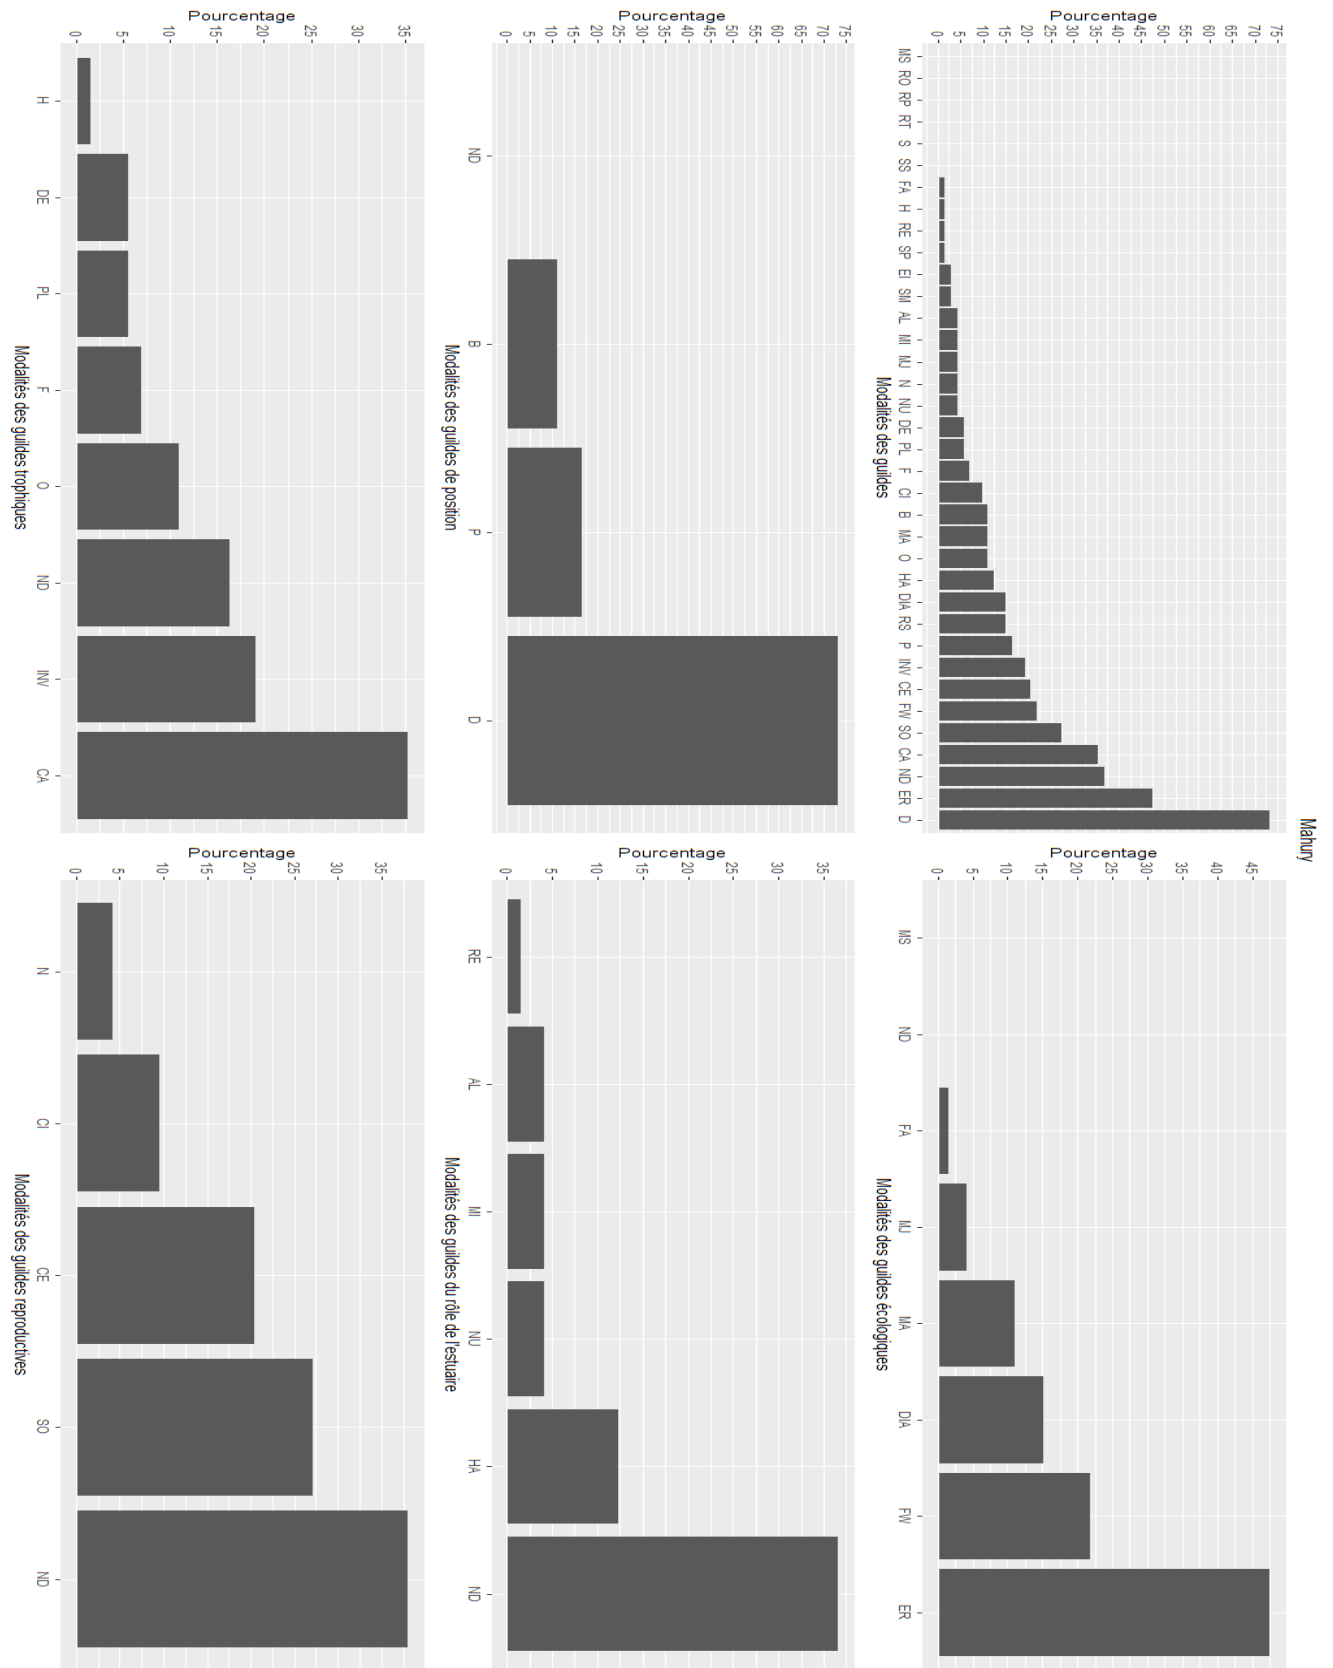 Mahury
Pourcentage
0 5 10 15 20 25 30 35 40 45 50 55 60 65 70 75
MS RO RP RT S SS FA H RE SP EI SM AL MI MJ N NU DE PL F CI B MA O HA DIA RS P INV CE FW SO CA ND ER D
Modalités des guildes
Pourcentage
0 5 10 15 20 25 30 35 40 45
MS ND FA MJ MA DIA FW ER
Modalités des guildes écologiques
Pourcentage
0 5 10 15 20 25 30 35 40 45 50 55 60 65 70 75
ND B P D
Modalités des guildes de position
Pourcentage
0 5 10 15 20 25 30 35
RE AL MI NU HA ND
Modalités des guildes du rôle de l'estuaire
Pourcentage
0 5 10 15 20 25 30 35
H DE PL F O ND INV CA
Modalités des guildes trophiques
Pourcentage
0 5 10 15 20 25 30 35
N CI CE SO ND
Modalités des guildes reproductives